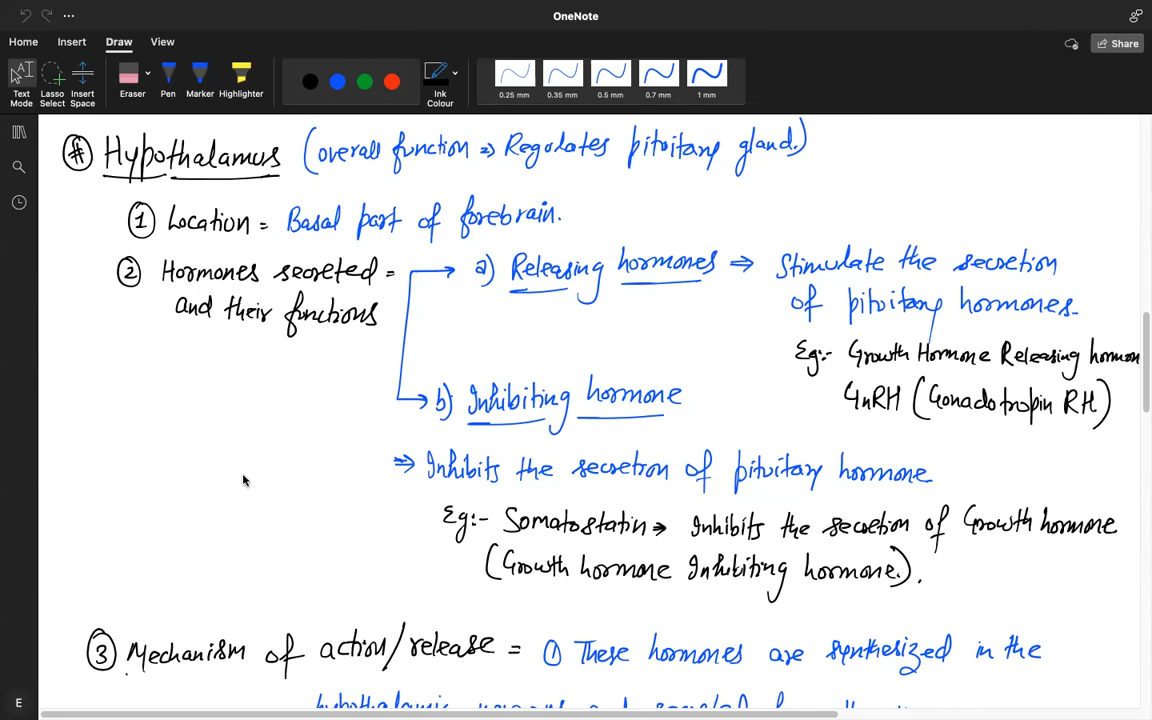 OneNote
Home Insert Draw View
Share
Text Mode
Lasso Select
Insert Space
Eraser
Pen
Marker
Highlighter
Ink Colour
0.25 mm
0.35 mm
0.5 mm
0.7 mm
1 mm
# Hypothalamus (overall function ⇒ Regulates pituitary gland.)
① Location = Basal part of forebrain.
② Hormones secreted = a) Releasing hormones ⇒ Stimulate the secretion
and their functions of pituitary hormones.
Eg:- Growth Hormone Releasing hormon
GnRH (Gonadotropin RH)
b) Inhibiting hormone
⇒ Inhibits the secretion of pituitary hormone
Eg:- Somatostatin → Inhibits the secretion of Growth hormone
(Growth hormone Inhibiting hormone.).
③ Mechanism of action/release = ① These hormones are synthesized in the
E